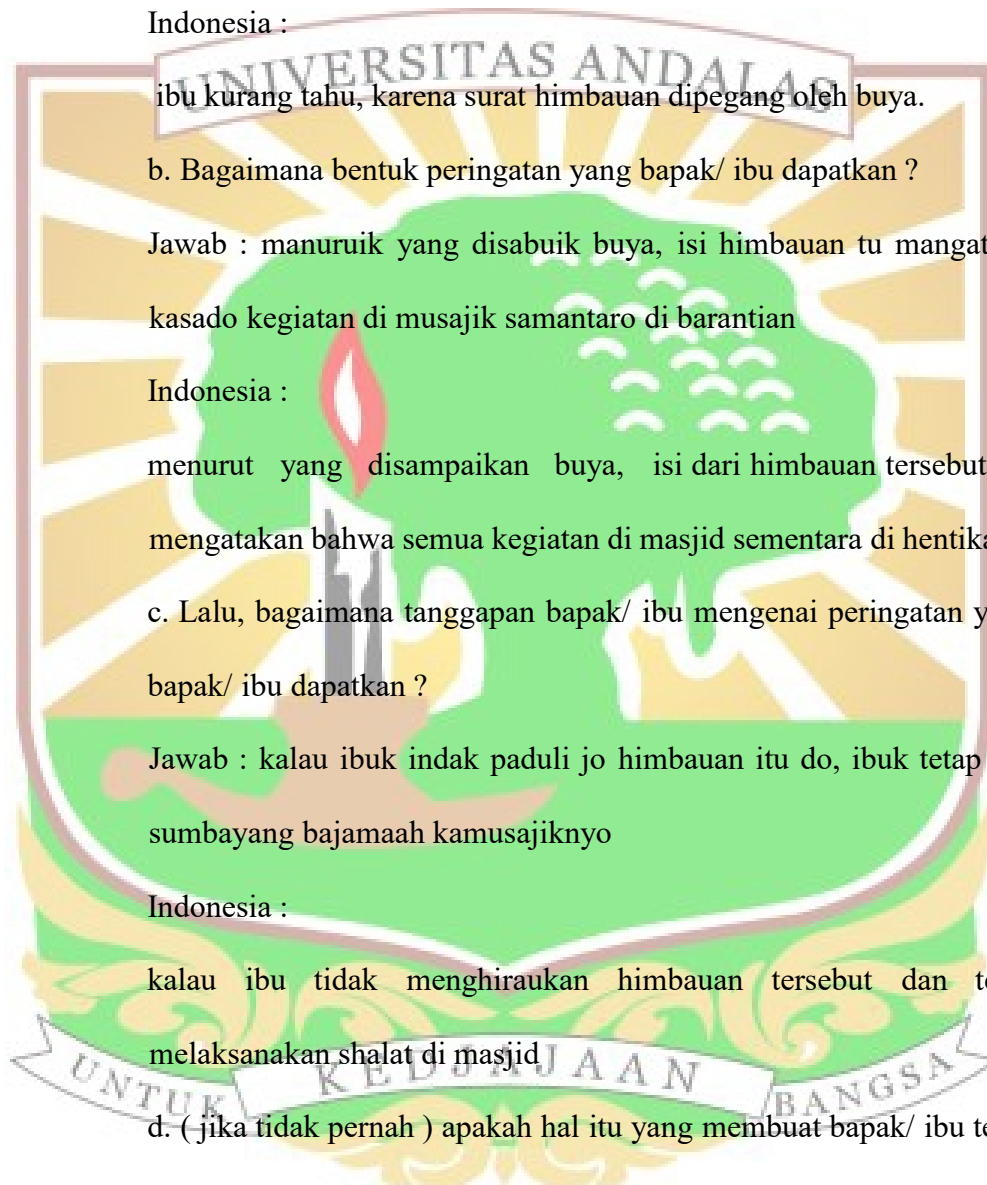 Indonesia :
UNIVERSITAS ANDALAS
ibu kurang tahu, karena surat himbauan dipegang oleh buya.
b. Bagaimana bentuk peringatan yang bapak/ ibu dapatkan ?
Jawab : manuruik yang disabuik buya, isi himbauan tu mangat
kasado kegiatan di musajik samantaro di barantian
Indonesia :
menurut yang disampaikan buya, isi dari himbauan tersebut
mengatakan bahwa semua kegiatan di masjid sementara di hentika
c. Lalu, bagaimana tanggapan bapak/ ibu mengenai peringatan y
bapak/ ibu dapatkan ?
Jawab : kalau ibuk indak paduli jo himbauan itu do, ibuk tetap
sumbayang bajamaah kamusajiknyo
Indonesia :
kalau ibu tidak menghiraukan himbauan tersebut dan te
melaksanakan shalat di masjid
UNTUK KEDJAJAAN BANGSA
d. ( jika tidak pernah ) apakah hal itu yang membuat bapak/ ibu te